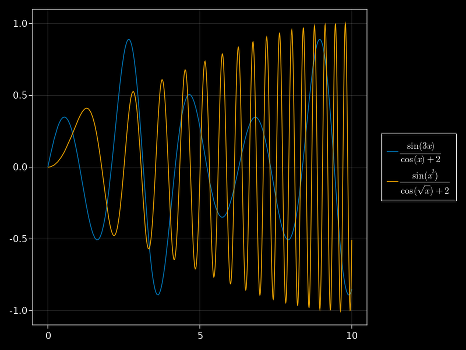 1.0
0.5
0.0
-0.5
-1.0
0
5
10
sin(3x)
cos(x) + 2
sin(x²)
cos(√x) + 2